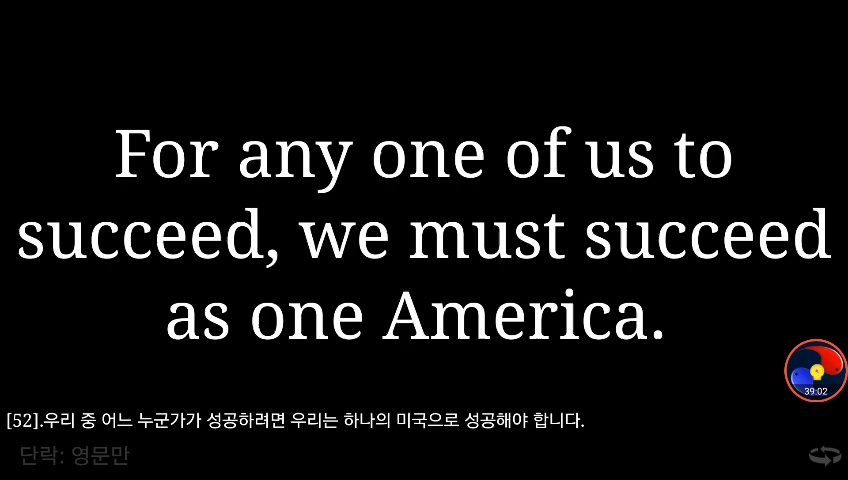 For any one of us to
succeed, we must succeed
as one America.
39:02
[52].우리 중 어느 누군가가 성공하려면 우리는 하나의 미국으로 성공해야 합니다.
단락: 영문만